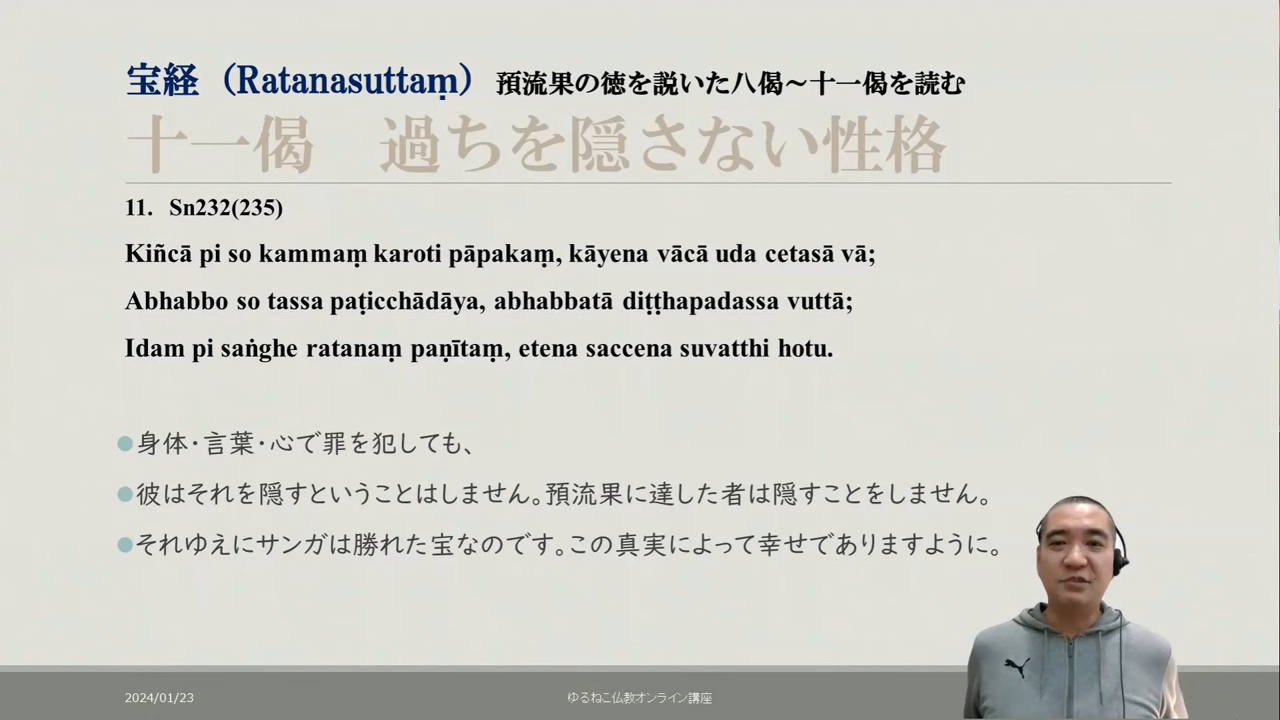 宝経（Ratanasuttaṃ） 預流果の徳を説いた八偈～十一偈を読む
十一偈　過ちを隠さない性格
11. Sn232(235)
Kiñcā pi so kammaṃ karoti pāpakaṃ, kāyena vācā uda cetasā vā;
Abhabbo so tassa paṭicchādāya, abhabbatā diṭṭhapadassa vuttā;
Idam pi saṅghe ratanaṃ paṇītaṃ, etena saccena suvatthi hotu.
●身体・言葉・心で罪を犯しても、
●彼はそれを隠すということはしません。預流果に達した者は隠すことをしません。
●それゆえにサンガは勝れた宝なのです。この真実によって幸せでありますように。
2024/01/23 ゆるねこ仏教オンライン講座